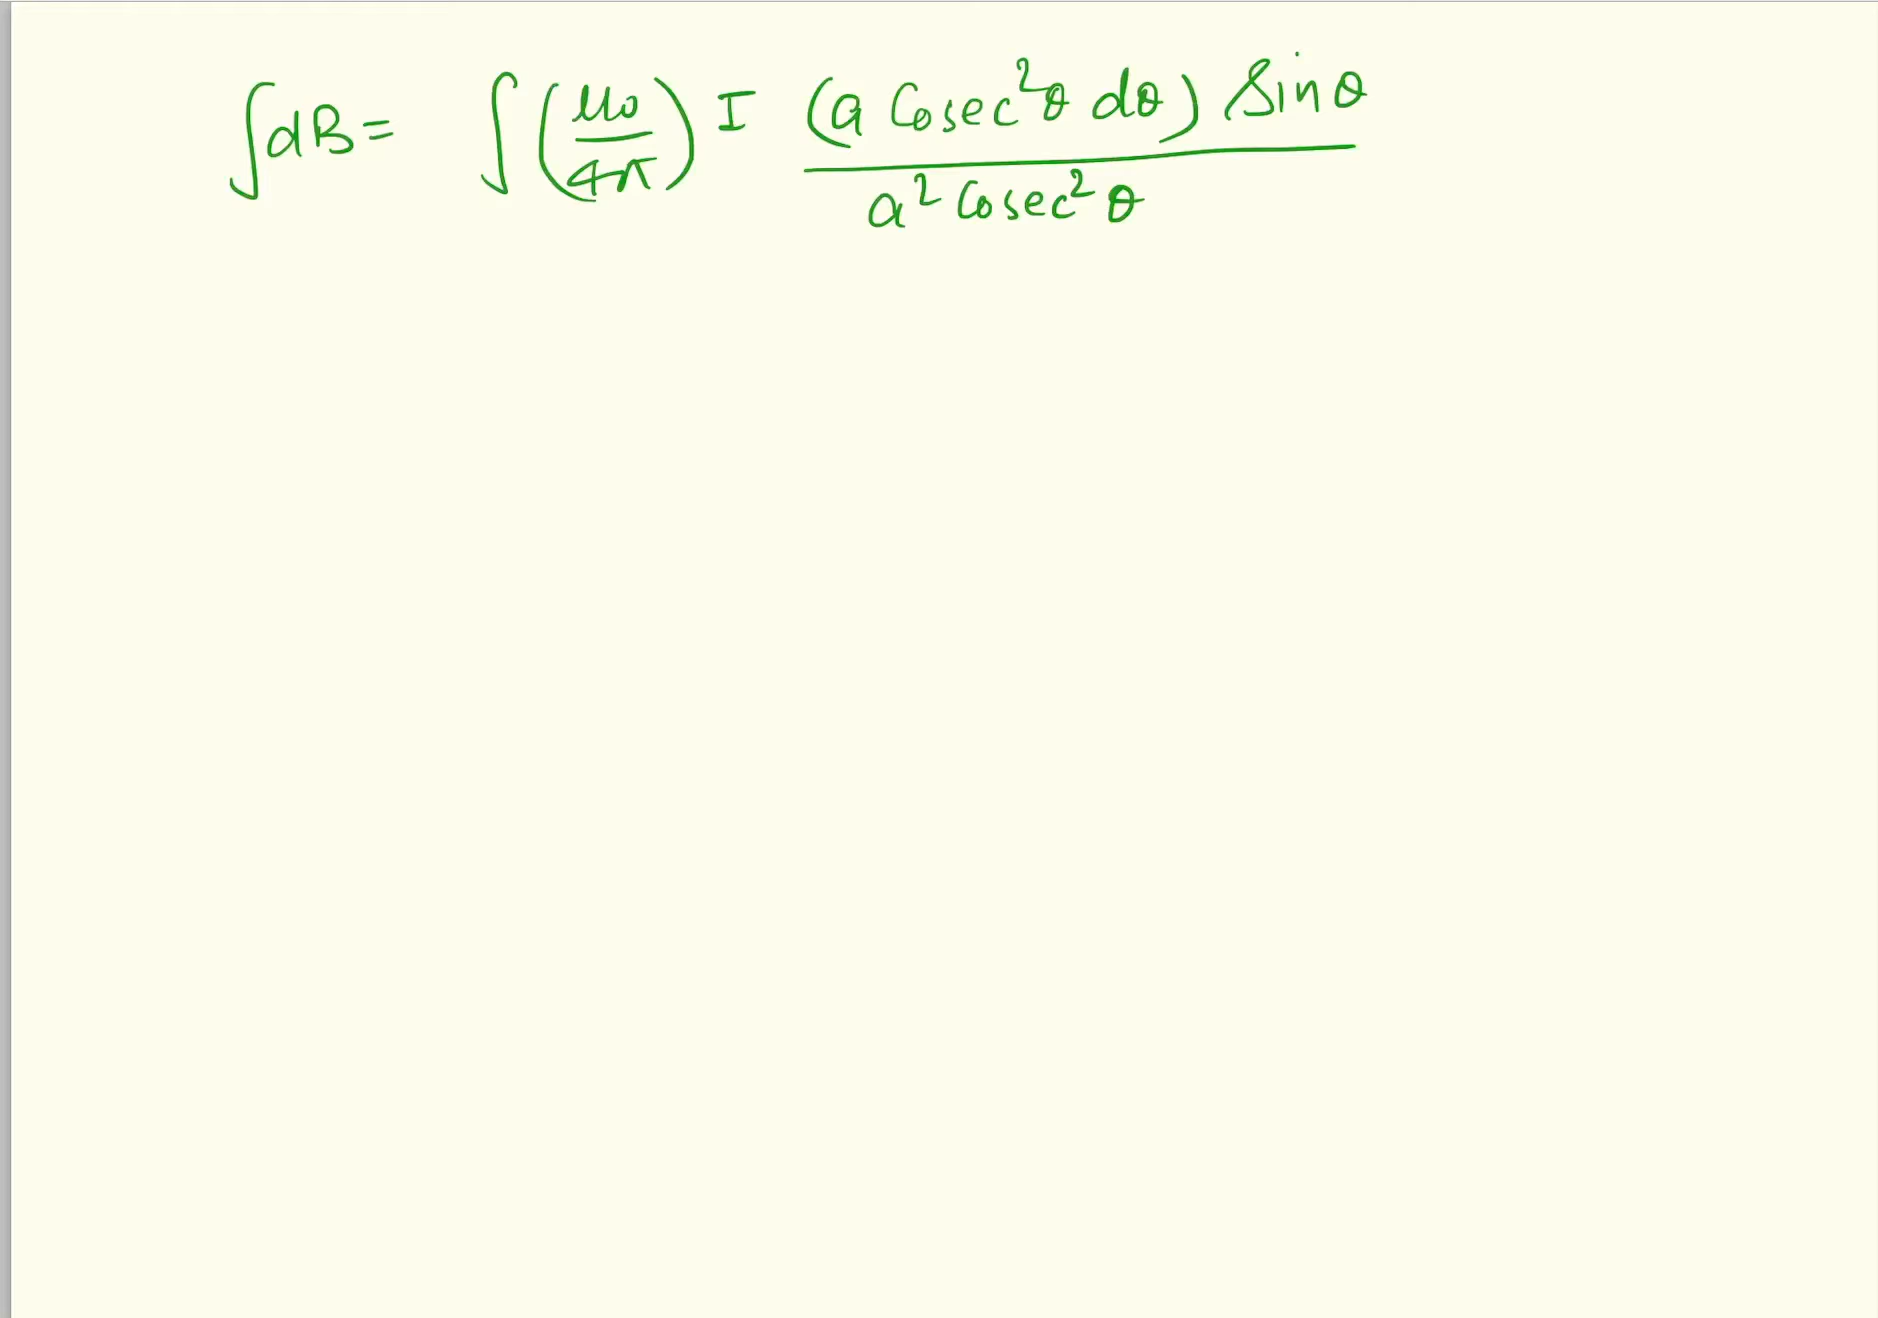 ∫dB = ∫(μ₀/4π) I (a Cosec²θ dθ) Sinθ / a² Cosec²θ